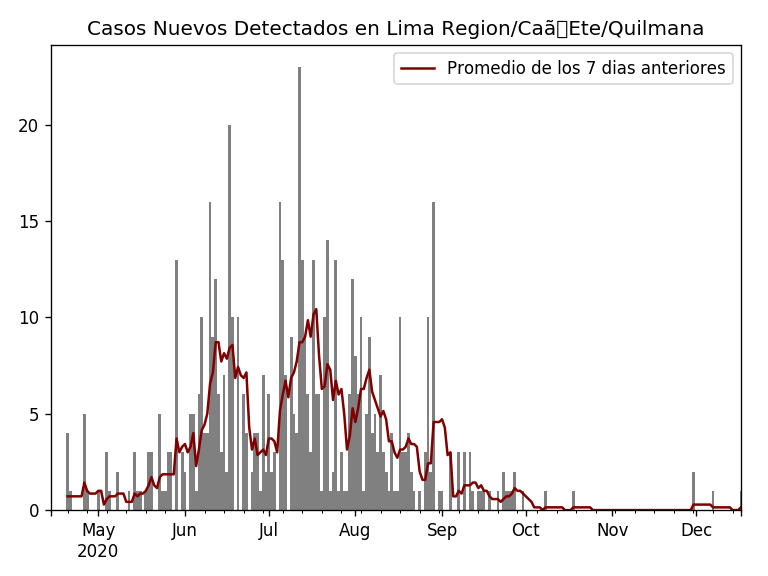 Casos Nuevos Detectados en Lima Region/Caã▯Ete/Quilmana
Promedio de los 7 dias anteriores
20
15
10
5
0
May Jun Jul Aug Sep Oct Nov Dec
2020